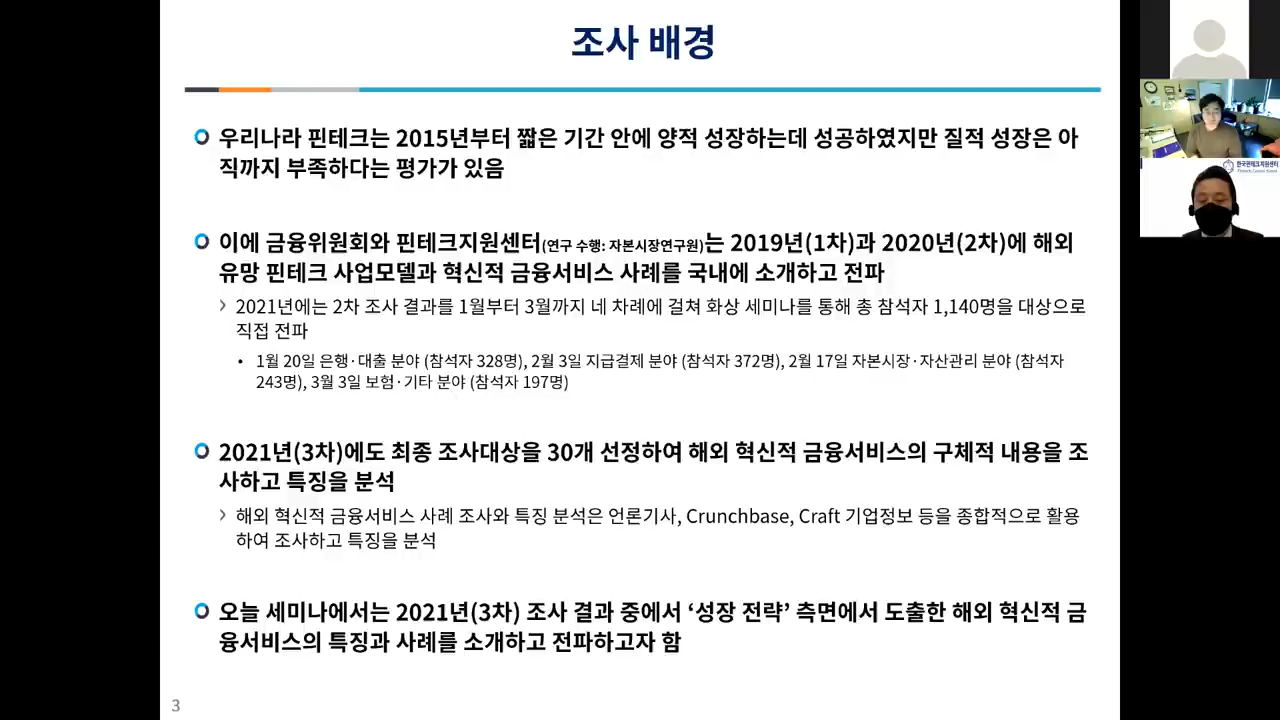 조사 배경
우리나라 핀테크는 2015년부터 짧은 기간 안에 양적 성장하는데 성공하였지만 질적 성장은 아
직까지 부족하다는 평가가 있음
이에 금융위원회와 핀테크지원센터(연구 수행: 자본시장연구원)는 2019년(1차)과 2020년(2차)에 해외
유망 핀테크 사업모델과 혁신적 금융서비스 사례를 국내에 소개하고 전파
› 2021년에는 2차 조사 결과를 1월부터 3월까지 네 차례에 걸쳐 화상 세미나를 통해 총 참석자 1,140명을 대상으로
직접 전파
• 1월 20일 은행·대출 분야 (참석자 328명), 2월 3일 지급결제 분야 (참석자 372명), 2월 17일 자본시장·자산관리 분야 (참석자
243명), 3월 3일 보험·기타 분야 (참석자 197명)
2021년(3차)에도 최종 조사대상을 30개 선정하여 해외 혁신적 금융서비스의 구체적 내용을 조
사하고 특징을 분석
› 해외 혁신적 금융서비스 사례 조사와 특징 분석은 언론기사, Crunchbase, Craft 기업정보 등을 종합적으로 활용
하여 조사하고 특징을 분석
오늘 세미나에서는 2021년(3차) 조사 결과 중에서 ‘성장 전략’ 측면에서 도출한 해외 혁신적 금
융서비스의 특징과 사례를 소개하고 전파하고자 함
3
한국핀테크지원센터